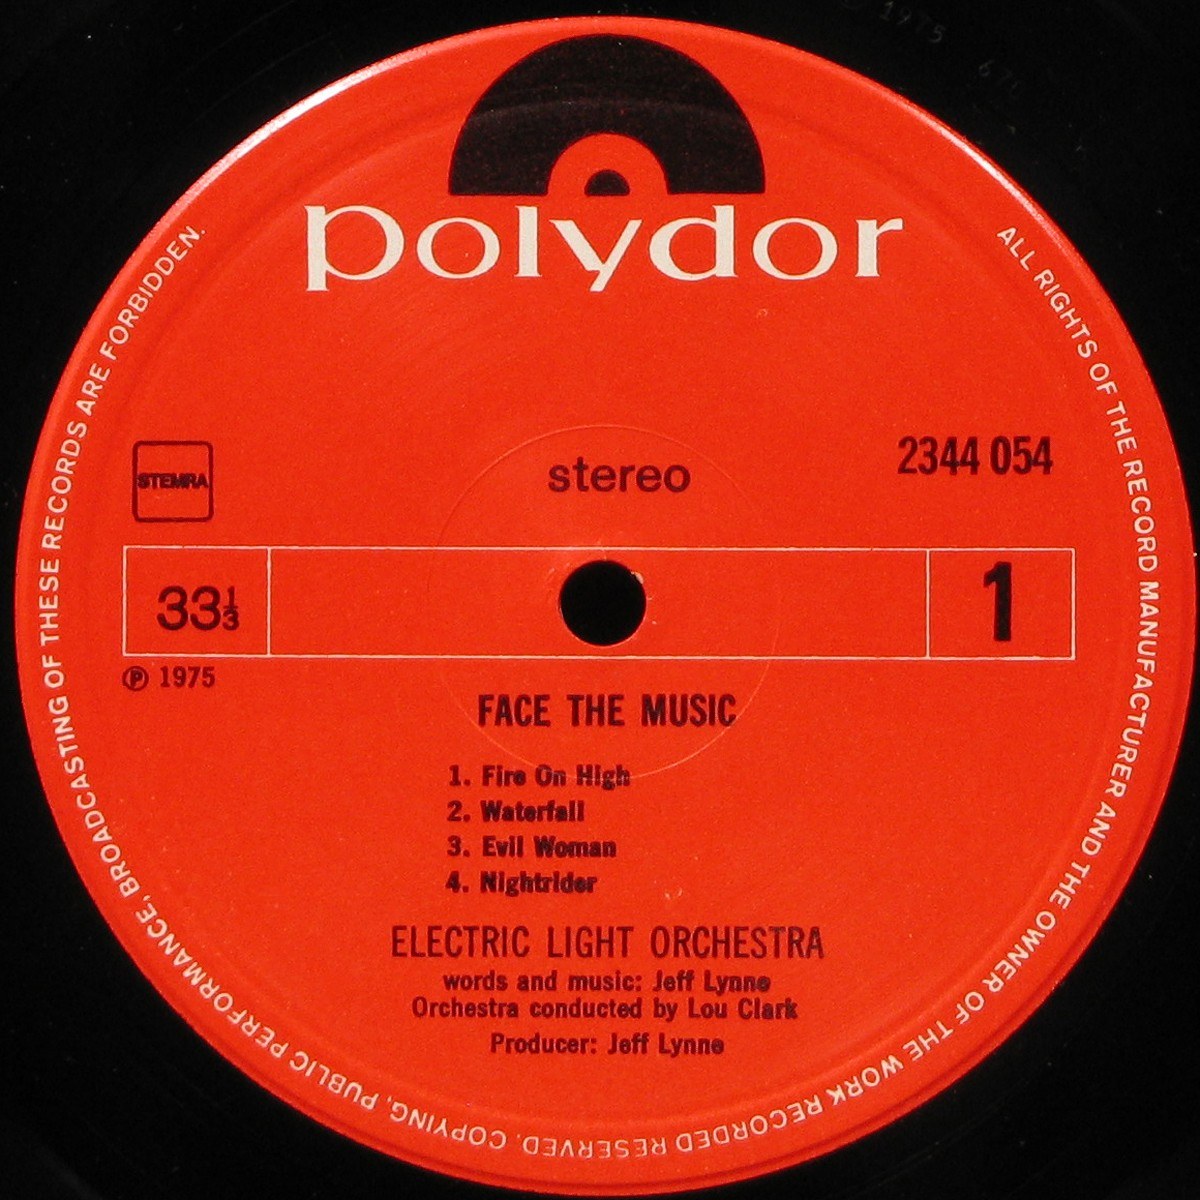 polydor
ALL RIGHTS OF THE RECORD MANUFACTURER AND THE OWNER OF THE WORK RECORDED RESERVED. COPYING, PUBLIC PERFORMANCE, BROADCASTING OF THESE RECORDS ARE FORBIDDEN.
STEMRA
stereo
2344 054
33⅓
1
℗ 1975
FACE THE MUSIC
1. Fire On High
2. Waterfall
3. Evil Woman
4. Nightrider
ELECTRIC LIGHT ORCHESTRA
words and music: Jeff Lynne
Orchestra conducted by Lou Clark
Producer: Jeff Lynne
1975